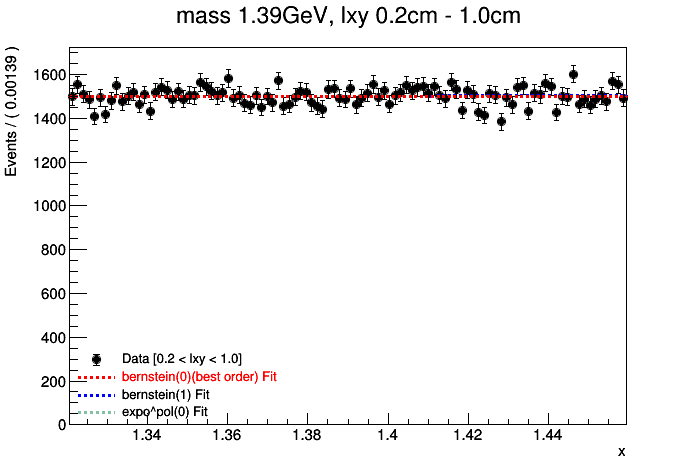 mass 1.39GeV, lxy 0.2cm - 1.0cm
Events / ( 0.00139 )
1600
1400
1200
1000
800
600
400
200
0
Data [0.2 < lxy < 1.0]
bernstein(0)(best order) Fit
bernstein(1) Fit
expo^pol(0) Fit
1.34 1.36 1.38 1.4 1.42 1.44
x